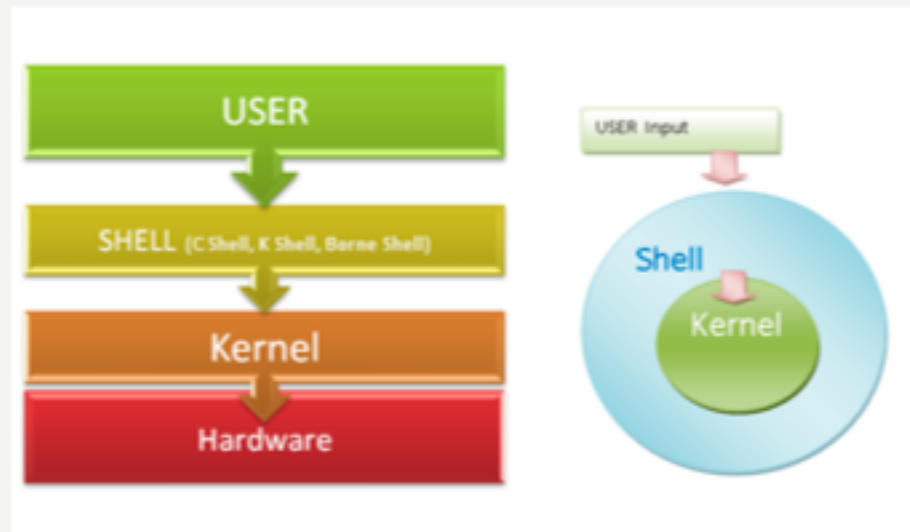 USER
SHELL (C Shell, K Shell, Borne Shell)
Kernel
Hardware
USER Input
Shell
Kernel